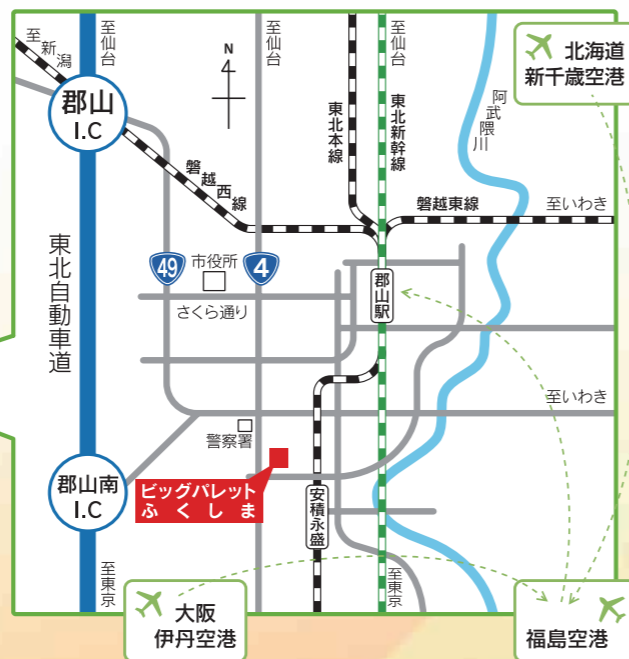 至新潟
至仙台
至仙台
至仙台
N
北海道
新千歳空港
郡山
I.C
東北本線
東北新幹線
阿武隈川
磐越西線
磐越東線
至いわき
東北自動車道
49
市役所
4
郡山駅
さくら通り
至いわき
警察署
郡山南
I.C
ビッグパレット
ふくしま
安積永盛
至東京
至東京
大阪
伊丹空港
福島空港